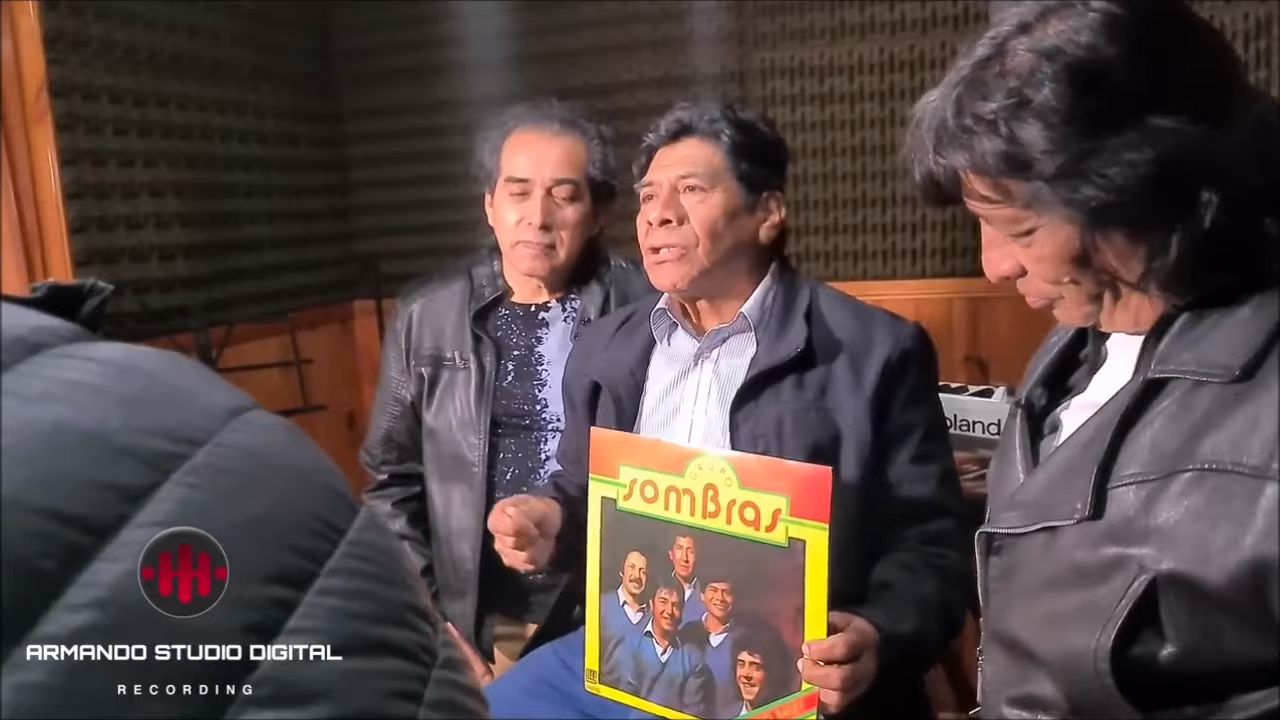 GRUPO
sombras
oland
ARMANDO STUDIO DIGITAL
RECORDING